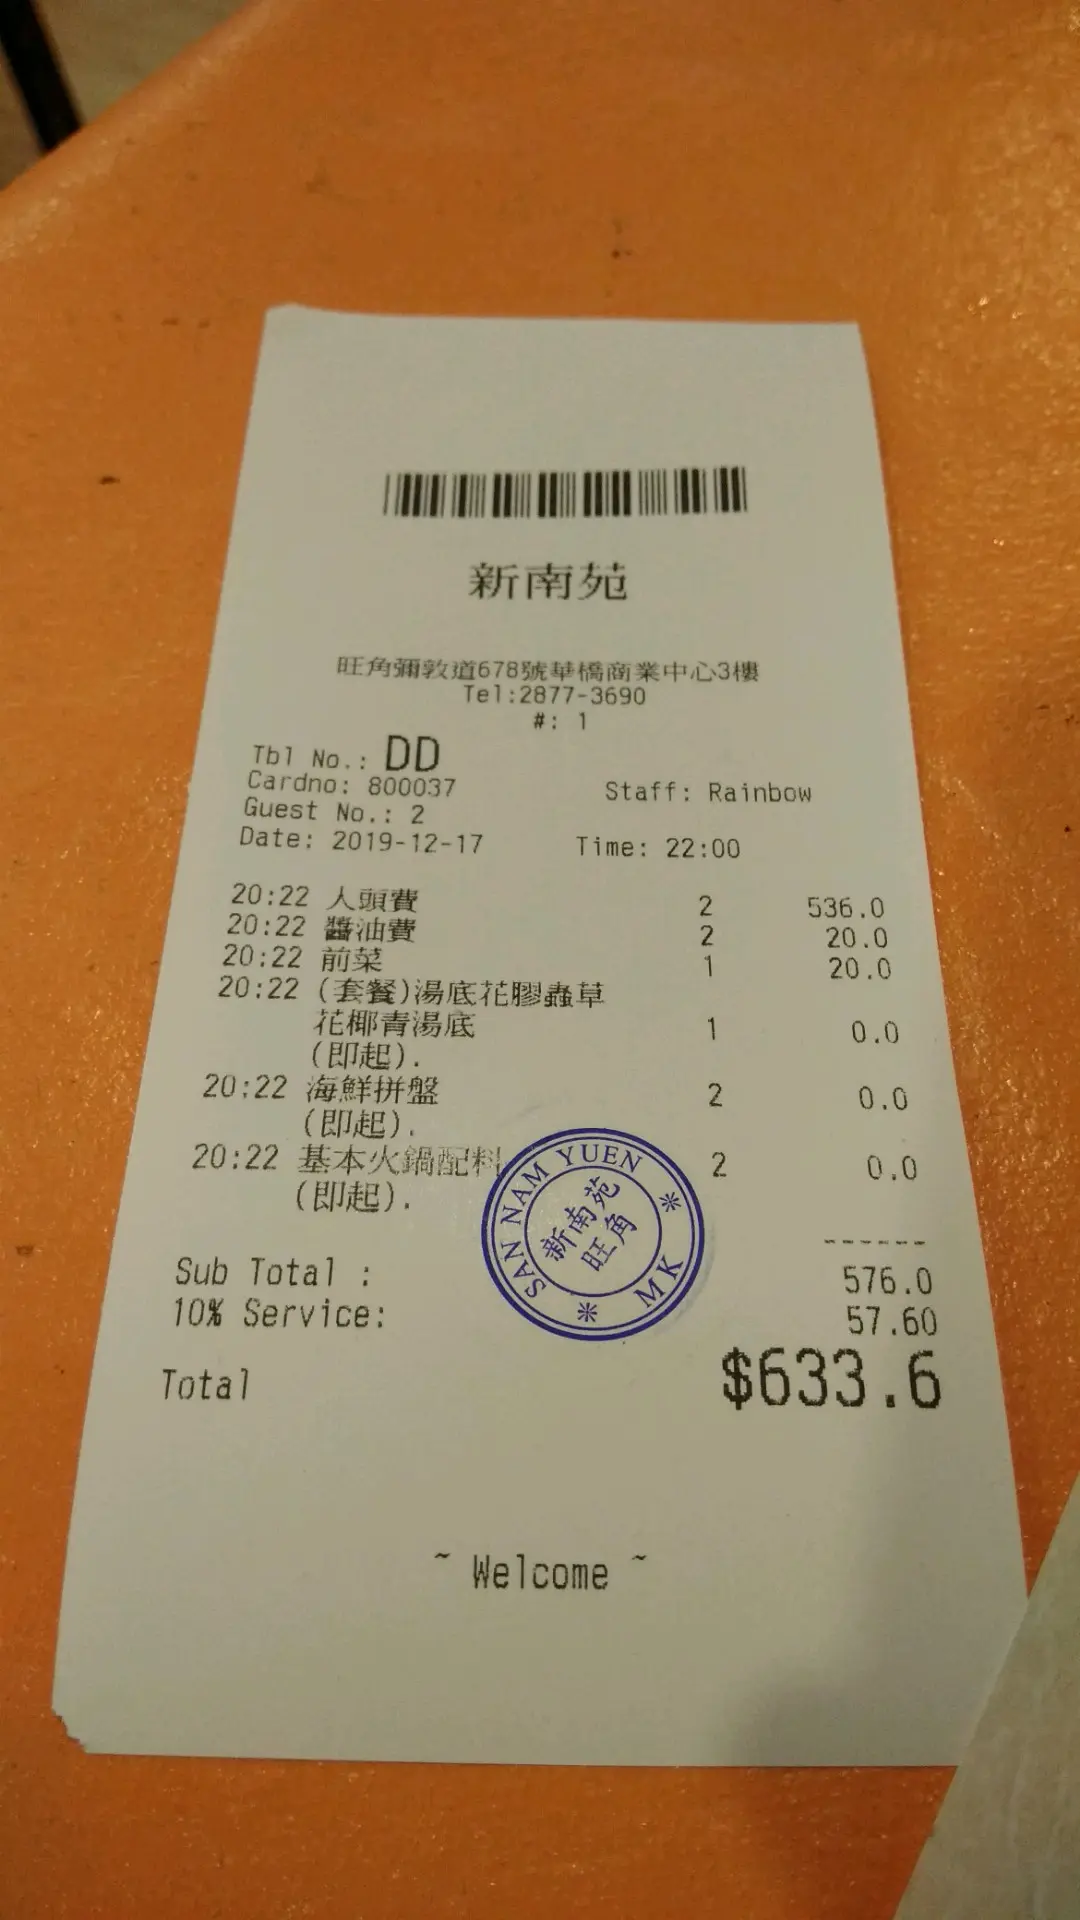 新南苑
旺角彌敦道678號華僑商業中心3樓
Tel:2877-3690
#: 1
Tbl No.: DD
Cardno: 800037
Staff: Rainbow
Guest No.: 2
Date: 2019-12-17
Time: 22:00
20:22 人頭費 2 536.0
20:22 醬油費 2 20.0
20:22 前菜 1 20.0
20:22 (套餐)湯底花膠蟲草
花椰青湯底 1 0.0
(即起).
20:22 海鮮拼盤 2 0.0
(即起).
20:22 基本火鍋配料 2 0.0
(即起).
------
Sub Total : 576.0
10% Service: 57.60
Total $633.6
SAN NAM YUEN
新南苑
旺角
* MK *
~ Welcome ~